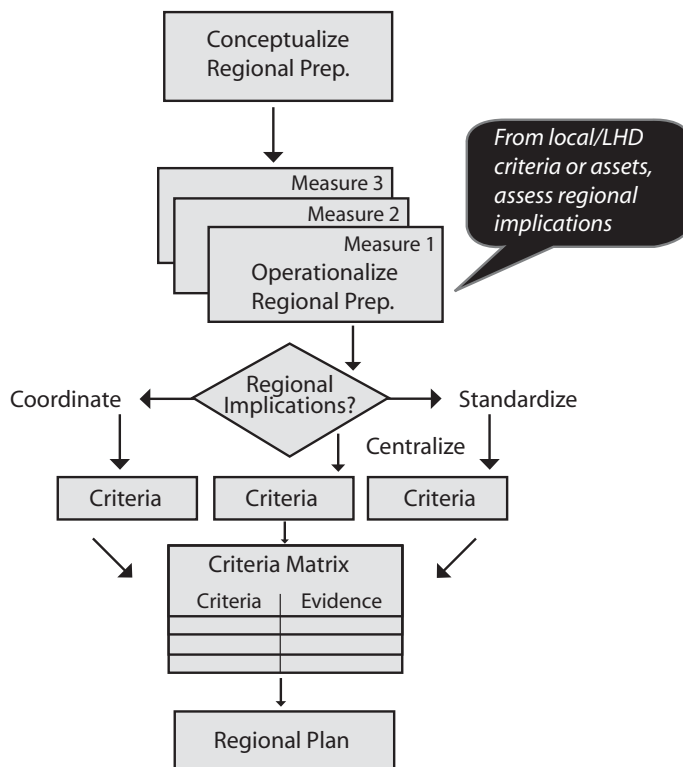 Conceptualize
Regional Prep.
From local/LHD
criteria or assets,
assess regional
implications
Measure 3
Measure 2
Measure 1
Operationalize
Regional Prep.
Regional
Implications?
Coordinate
Standardize
Centralize
Criteria
Criteria
Criteria
Criteria Matrix
Criteria
Evidence
Regional Plan